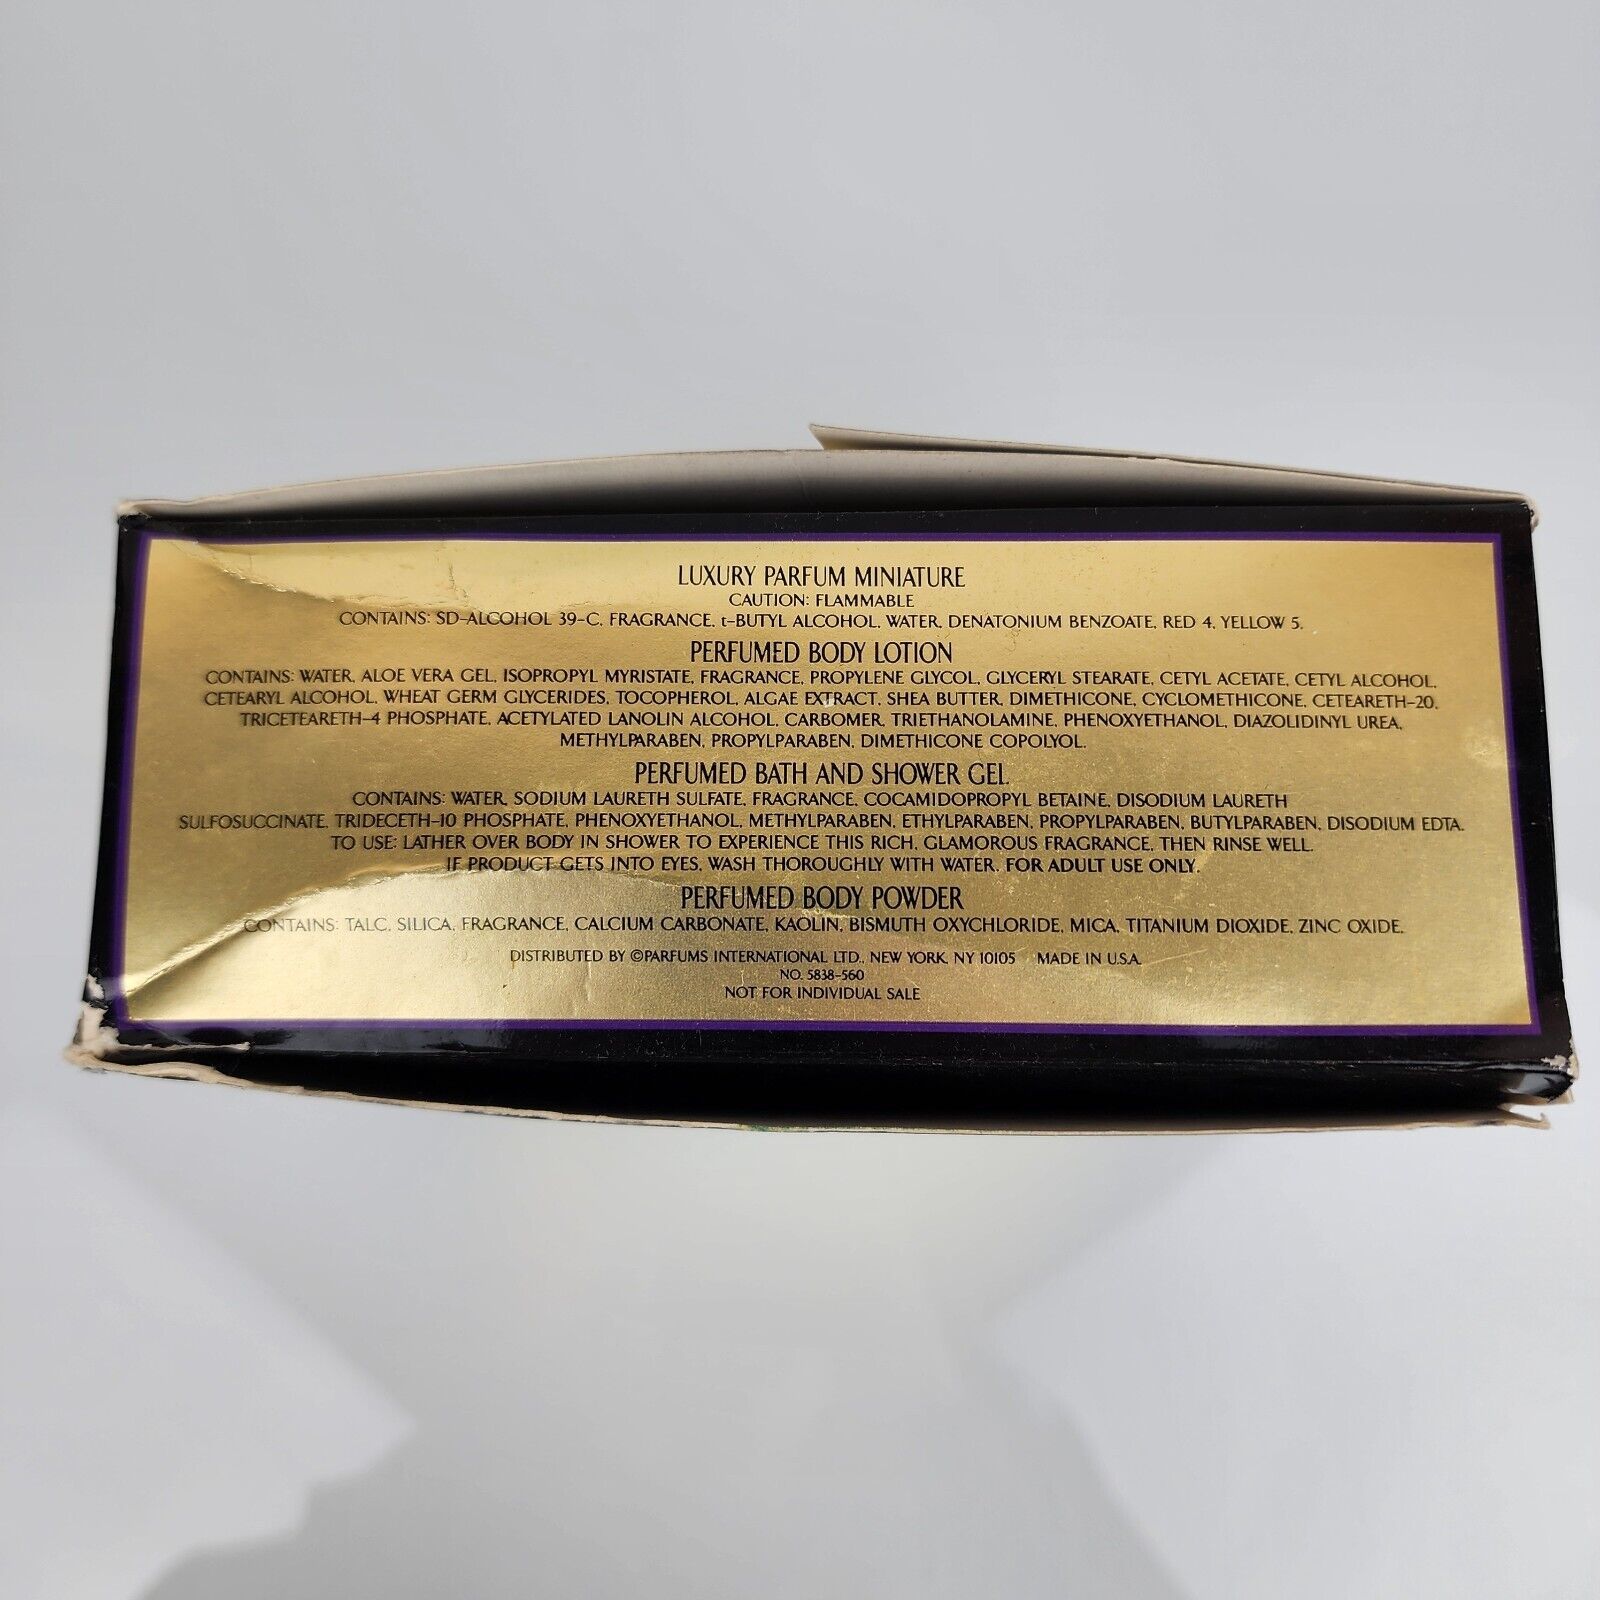 LUXURY PARFUM MINIATURE
CAUTION: FLAMMABLE
CONTAINS: SD-ALCOHOL 39-C, FRAGRANCE, t-BUTYL ALCOHOL, WATER, DENATONIUM BENZOATE, RED 4, YELLOW 5.
PERFUMED BODY LOTION
CONTAINS: WATER, ALOE VERA GEL, ISOPROPYL MYRISTATE, FRAGRANCE, PROPYLENE GLYCOL, GLYCERYL STEARATE, CETYL ACETATE, CETYL ALCOHOL,
CETEARYL ALCOHOL, WHEAT GERM GLYCERIDES, TOCOPHEROL, ALGAE EXTRACT, SHEA BUTTER, DIMETHICONE, CYCLOMETHICONE, CETEARETH-20,
TRICETEARETH-4 PHOSPHATE, ACETYLATED LANOLIN ALCOHOL, CARBOMER, TRIETHANOLAMINE, PHENOXYETHANOL, DIAZOLIDINYL UREA,
METHYLPARABEN, PROPYLPARABEN, DIMETHICONE COPOLYOL.
PERFUMED BATH AND SHOWER GEL
CONTAINS: WATER, SODIUM LAURETH SULFATE, FRAGRANCE, COCAMIDOPROPYL BETAINE, DISODIUM LAURETH
SULFOSUCCINATE, TRIDECETH-10 PHOSPHATE, PHENOXYETHANOL, METHYLPARABEN, ETHYLPARABEN, PROPYLPARABEN, BUTYLPARABEN, DISODIUM EDTA.
TO USE: LATHER OVER BODY IN SHOWER TO EXPERIENCE THIS RICH, GLAMOROUS FRAGRANCE, THEN RINSE WELL.
IF PRODUCT GETS INTO EYES, WASH THOROUGHLY WITH WATER. FOR ADULT USE ONLY.
PERFUMED BODY POWDER
CONTAINS: TALC, SILICA, FRAGRANCE, CALCIUM CARBONATE, KAOLIN, BISMUTH OXYCHLORIDE, MICA, TITANIUM DIOXIDE, ZINC OXIDE.
DISTRIBUTED BY ©PARFUMS INTERNATIONAL LTD., NEW YORK, NY 10105 MADE IN U.S.A.
NO. 5838-560
NOT FOR INDIVIDUAL SALE